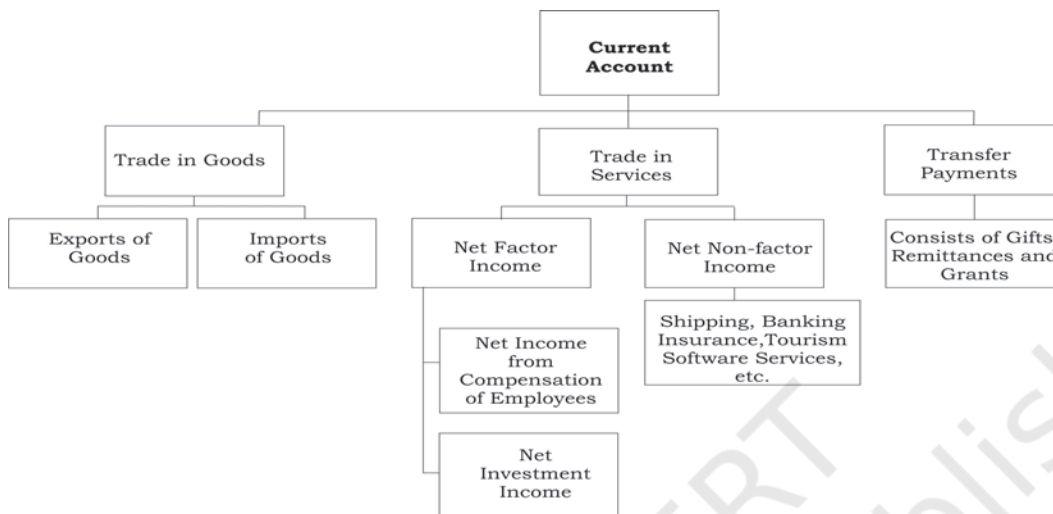 Current
Account
Trade in Goods
Trade in
Services
Transfer
Payments
Exports of
Goods
Imports
of Goods
Net Factor
Income
Net Non-factor
Income
Consists of Gifts
Remittances and
Grants
Net Income
from
Compensation
of Employees
Shipping, Banking
Insurance,Tourism
Software Services,
etc.
Net
Investment
Income